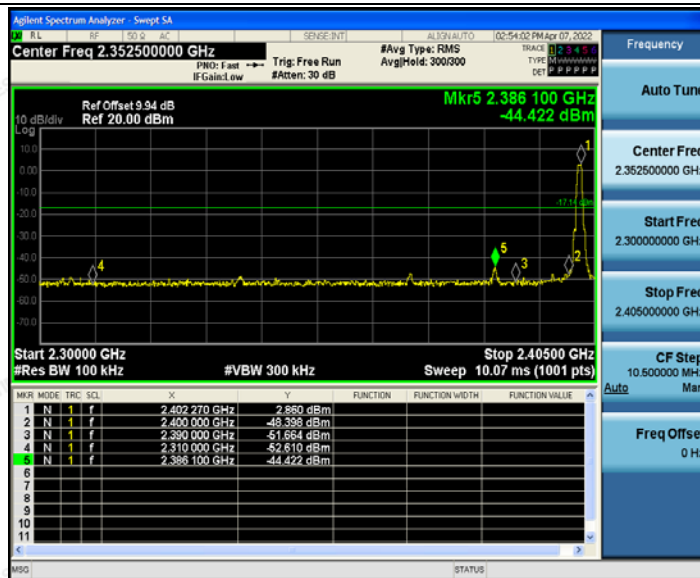 Agilent Spectrum Analyzer - Swept SA
RL RF 50 Ω AC SENSE:INT ALIGN AUTO 02:54:02 PM Apr 07, 2022
Center Freq 2.352500000 GHz
PNO: Fast
IFGain:Low
Trig: Free Run
#Atten: 30 dB
#Avg Type: RMS
Avg|Hold: 300/300
TRACE 1 2 3 4 5 6
TYPE M WWWWW
DET P P P P P P
Ref Offset 9.94 dB
Ref 20.00 dBm
10 dB/div
Log
Mkr5 2.386 100 GHz
-44.422 dBm
10.0
0.00
-10.0
-20.0
-30.0
-40.0
-50.0
-60.0
-70.0
-17.14 dBm
1
2
3
4
5
Start 2.30000 GHz
Stop 2.40500 GHz
#Res BW 100 kHz
#VBW 300 kHz
Sweep 10.07 ms (1001 pts)
MKR MODE TRC SCL X Y FUNCTION FUNCTION WIDTH FUNCTION VALUE
1 N 1 f 2.402 270 GHz 2.860 dBm
2 N 1 f 2.400 000 GHz -48.398 dBm
3 N 1 f 2.390 000 GHz -51.664 dBm
4 N 1 f 2.310 000 GHz -52.610 dBm
5 N 1 f 2.386 100 GHz -44.422 dBm
6
7
8
9
10
11
MSG STATUS
Frequency
Auto Tune
Center Freq
2.352500000 GHz
Start Freq
2.300000000 GHz
Stop Freq
2.405000000 GHz
CF Step
10.500000 MHz
Auto Man
Freq Offset
0 Hz